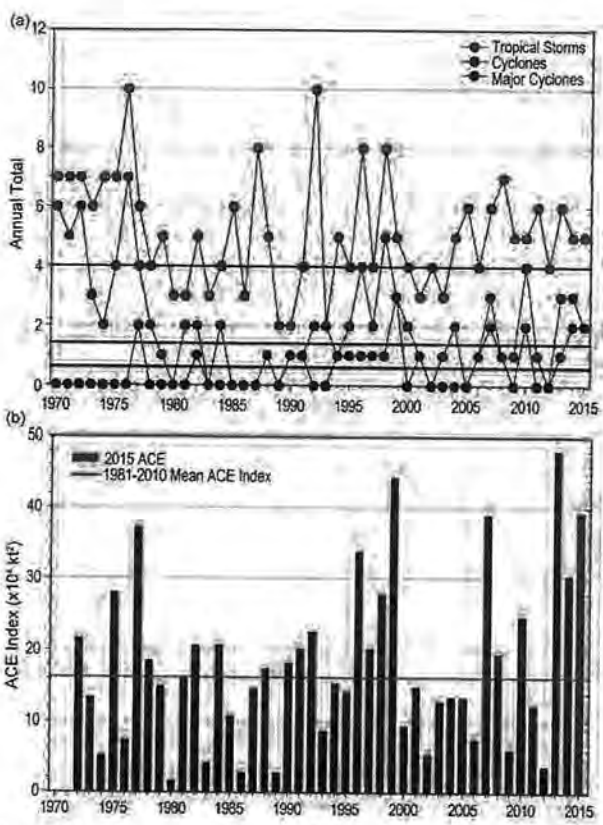 (a)
12
10
8
6
4
2
0
Annual Total
Tropical Storms
Cyclones
Major Cyclones
1970 1975 1980 1985 1990 1995 2000 2005 2010 2015
(b)
50
40
30
20
10
0
ACE Index (x10⁴ kt²)
2015 ACE
1981-2010 Mean ACE Index
1970 1975 1980 1985 1990 1995 2000 2005 2010 2015